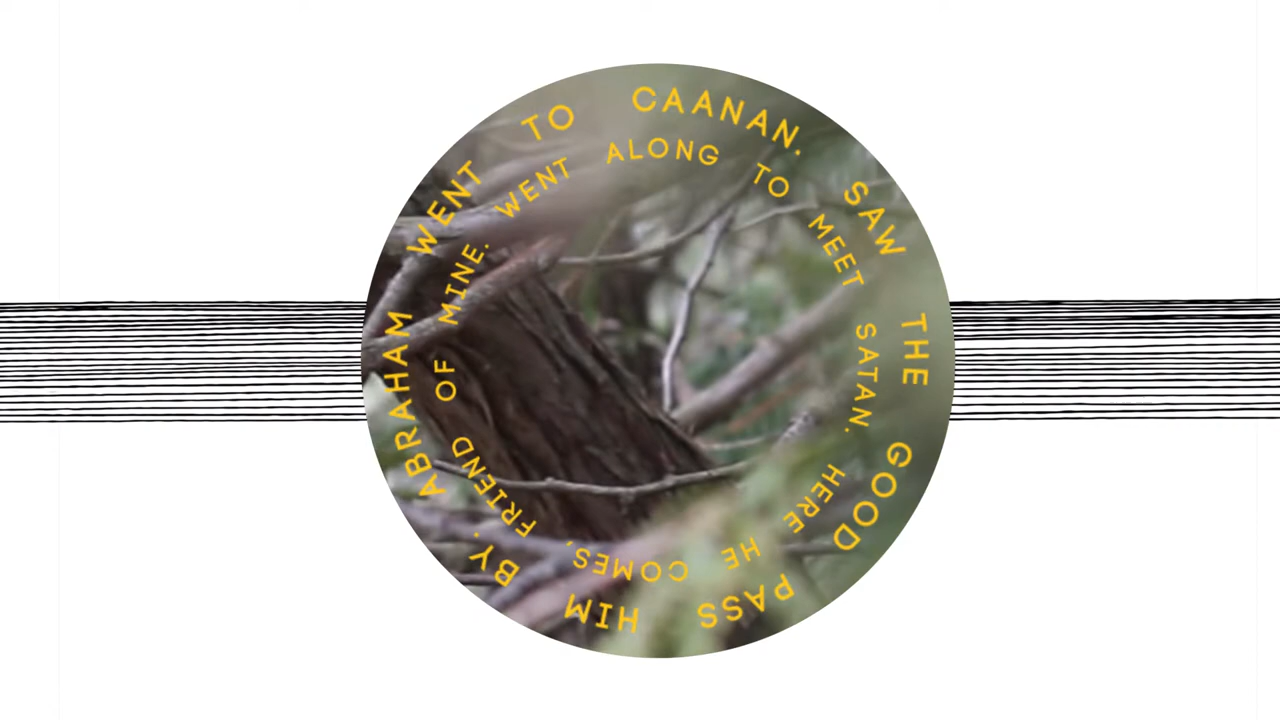 ABRAHAM WENT TO CAANAN. SAW THE GOOD PASS HIM BY.
FRIEND OF MINE. WENT ALONG TO MEET SATAN. HERE HE COMES,